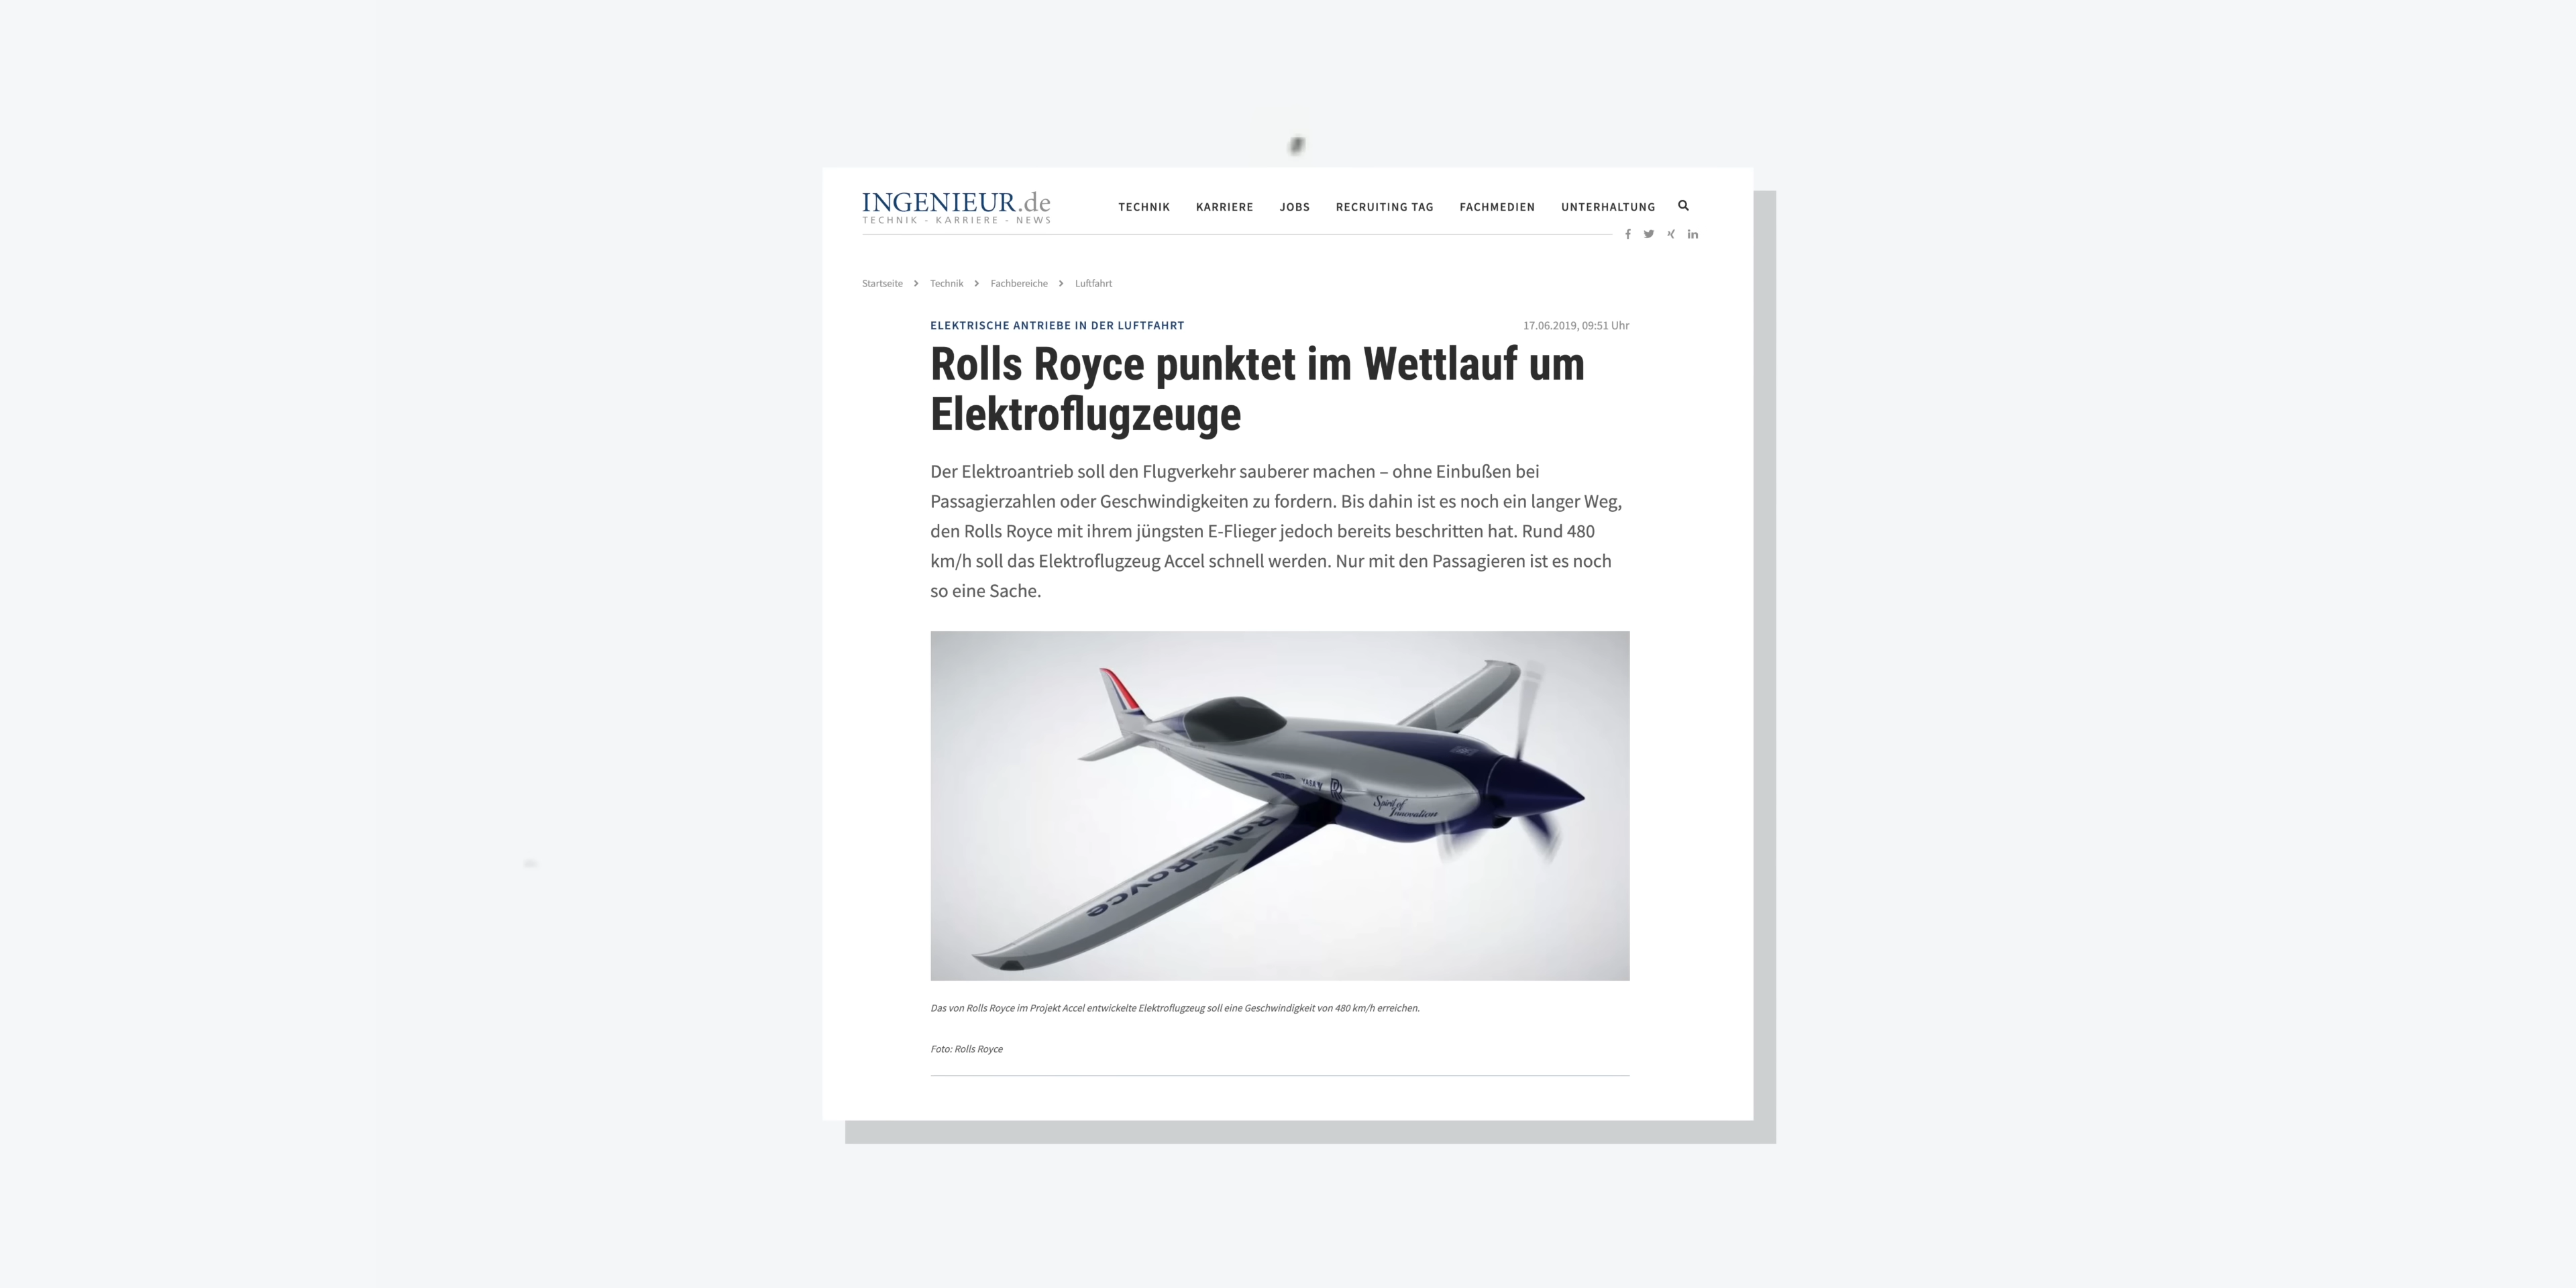 INGENIEUR.de
TECHNIK - KARRIERE - NEWS
TECHNIK KARRIERE JOBS RECRUITING TAG FACHMEDIEN UNTERHALTUNG
Startseite > Technik > Fachbereiche > Luftfahrt
ELEKTRISCHE ANTRIEBE IN DER LUFTFAHRT 17.06.2019, 09:51 Uhr
Rolls Royce punktet im Wettlauf um
Elektroflugzeuge
Der Elektroantrieb soll den Flugverkehr sauberer machen – ohne Einbußen bei
Passagierzahlen oder Geschwindigkeiten zu fordern. Bis dahin ist es noch ein langer Weg,
den Rolls Royce mit ihrem jüngsten E-Flieger jedoch bereits beschritten hat. Rund 480
km/h soll das Elektroflugzeug Accel schnell werden. Nur mit den Passagieren ist es noch
so eine Sache.
YASA
Spirit of
Innovation
Rolls-Royce
Das von Rolls Royce im Projekt Accel entwickelte Elektroflugzeug soll eine Geschwindigkeit von 480 km/h erreichen.
Foto: Rolls Royce